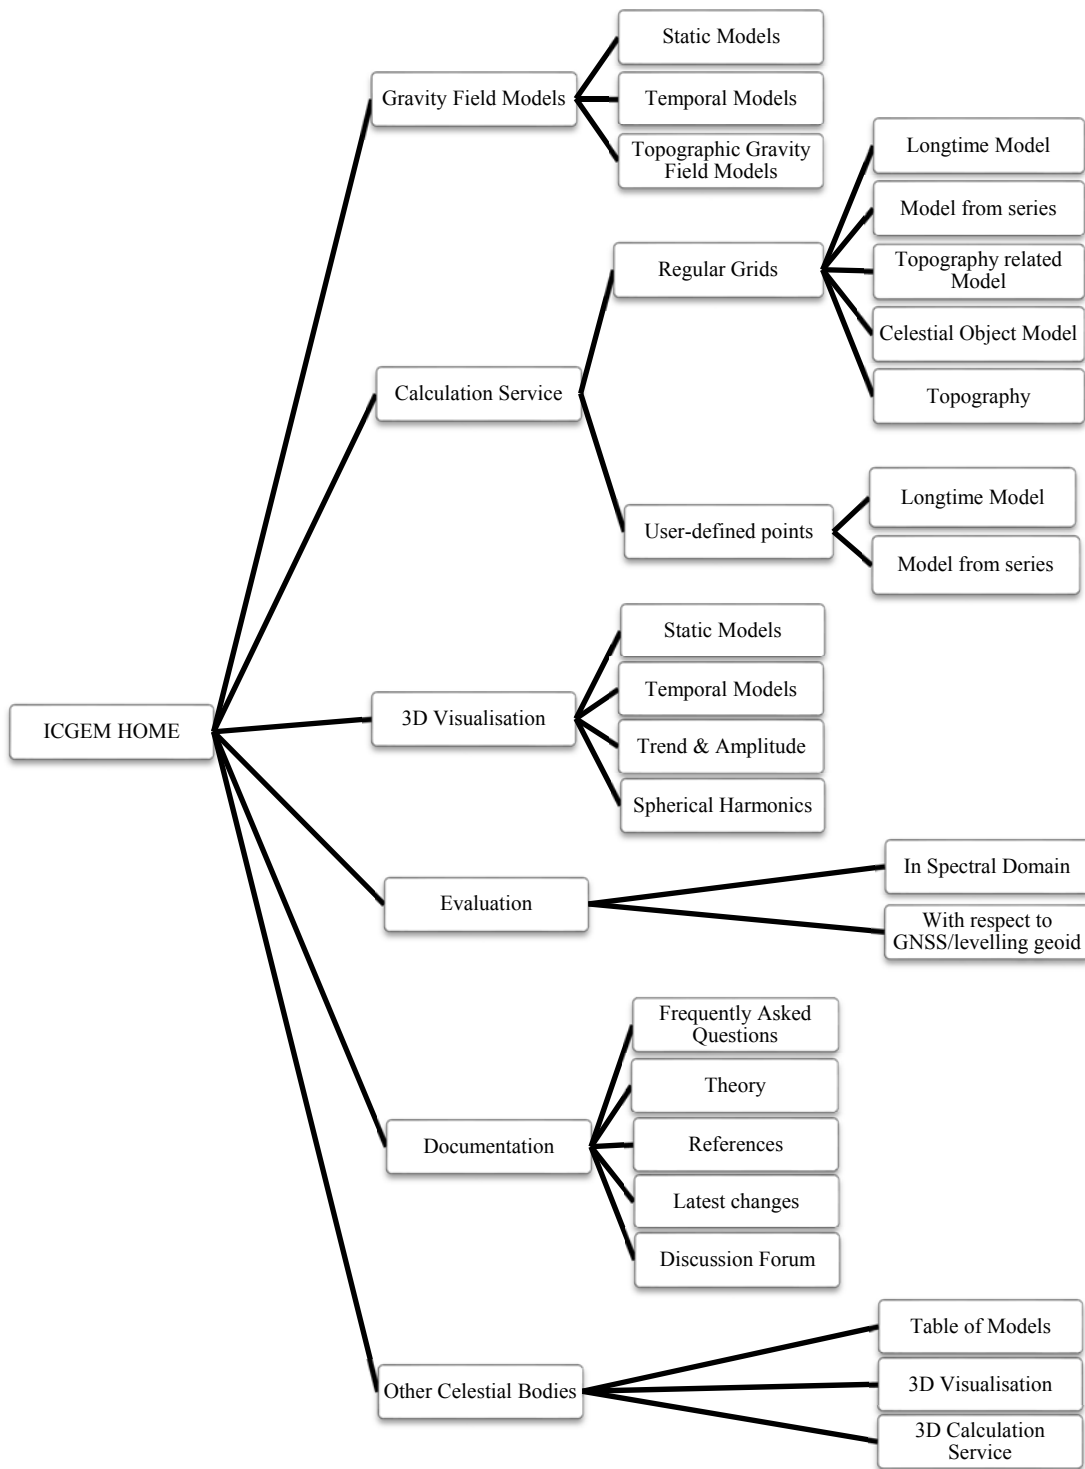 ICGEM HOME
Gravity Field Models
Static Models
Temporal Models
Topographic Gravity
Field Models
Calculation Service
Regular Grids
Longtime Model
Model from series
Topography related
Model
Celestial Object Model
Topography
User-defined points
Longtime Model
Model from series
3D Visualisation
Static Models
Temporal Models
Trend & Amplitude
Spherical Harmonics
Evaluation
In Spectral Domain
With respect to
GNSS/levelling geoid
Documentation
Frequently Asked
Questions
Theory
References
Latest changes
Discussion Forum
Other Celestial Bodies
Table of Models
3D Visualisation
3D Calculation
Service